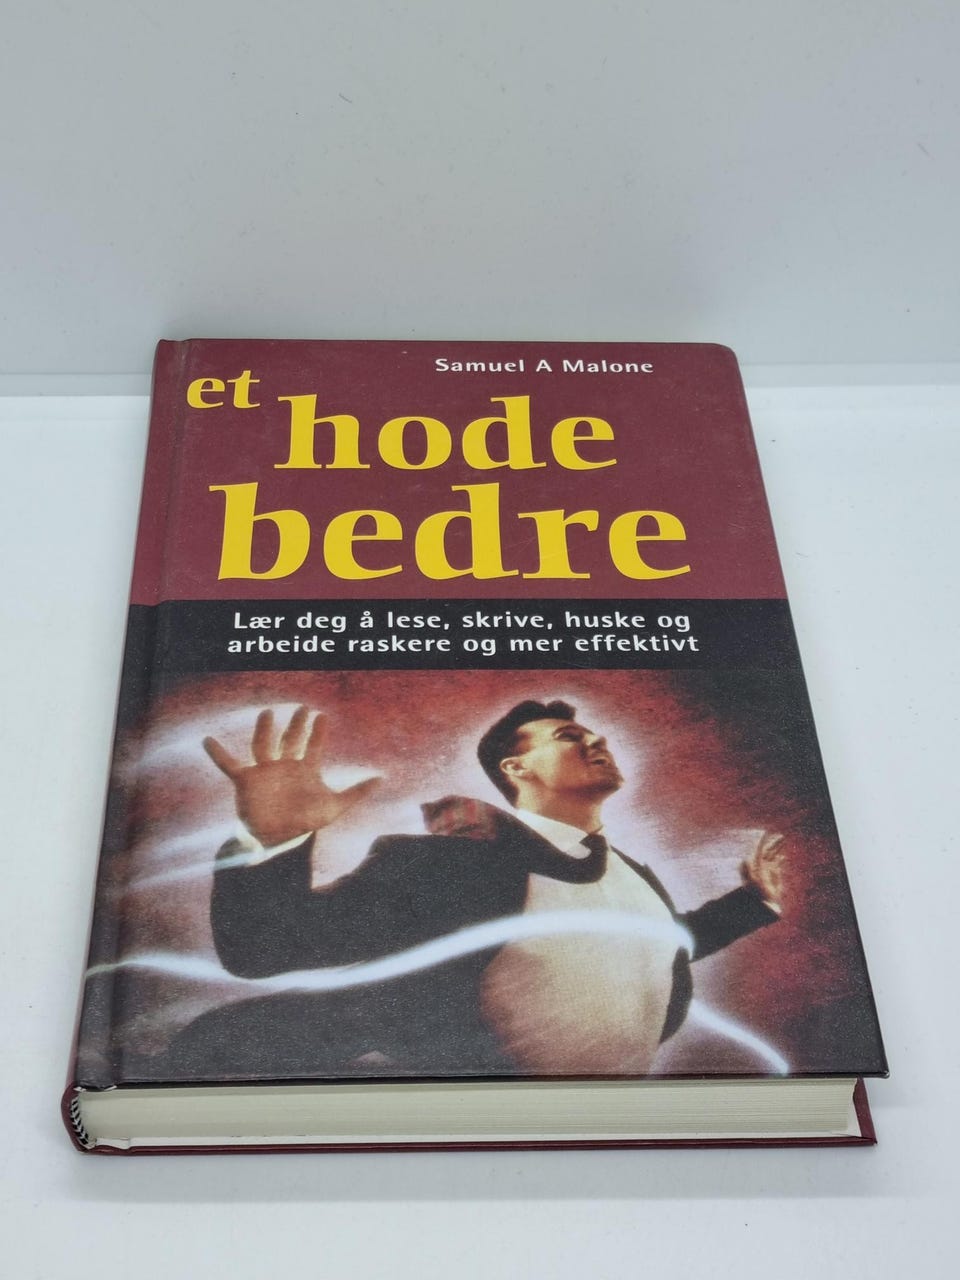 Samuel A Malone
et
hode
bedre
Lær deg å lese, skrive, huske og
arbeide raskere og mer effektivt